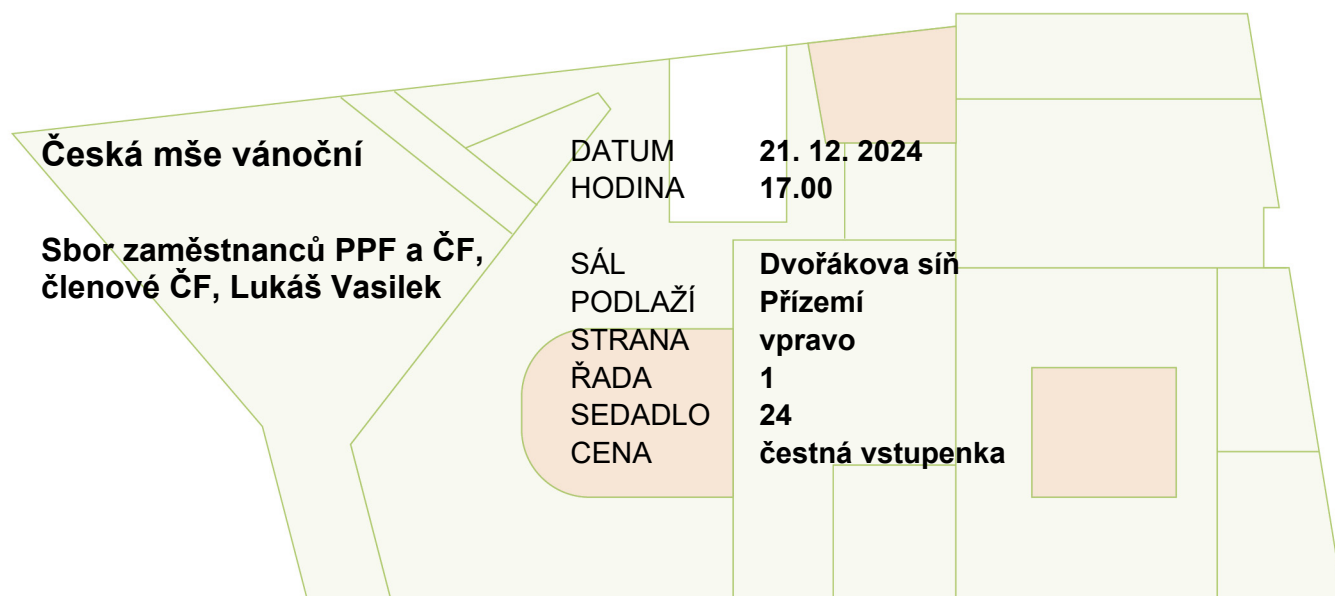 Česká mše vánoční
Sbor zaměstnanců PPF a ČF,
členové ČF, Lukáš Vasilek
DATUM 21. 12. 2024
HODINA 17.00
SÁL Dvořákova síň
PODLAŽÍ Přízemí
STRANA vpravo
ŘADA 1
SEDADLO 24
CENA čestná vstupenka